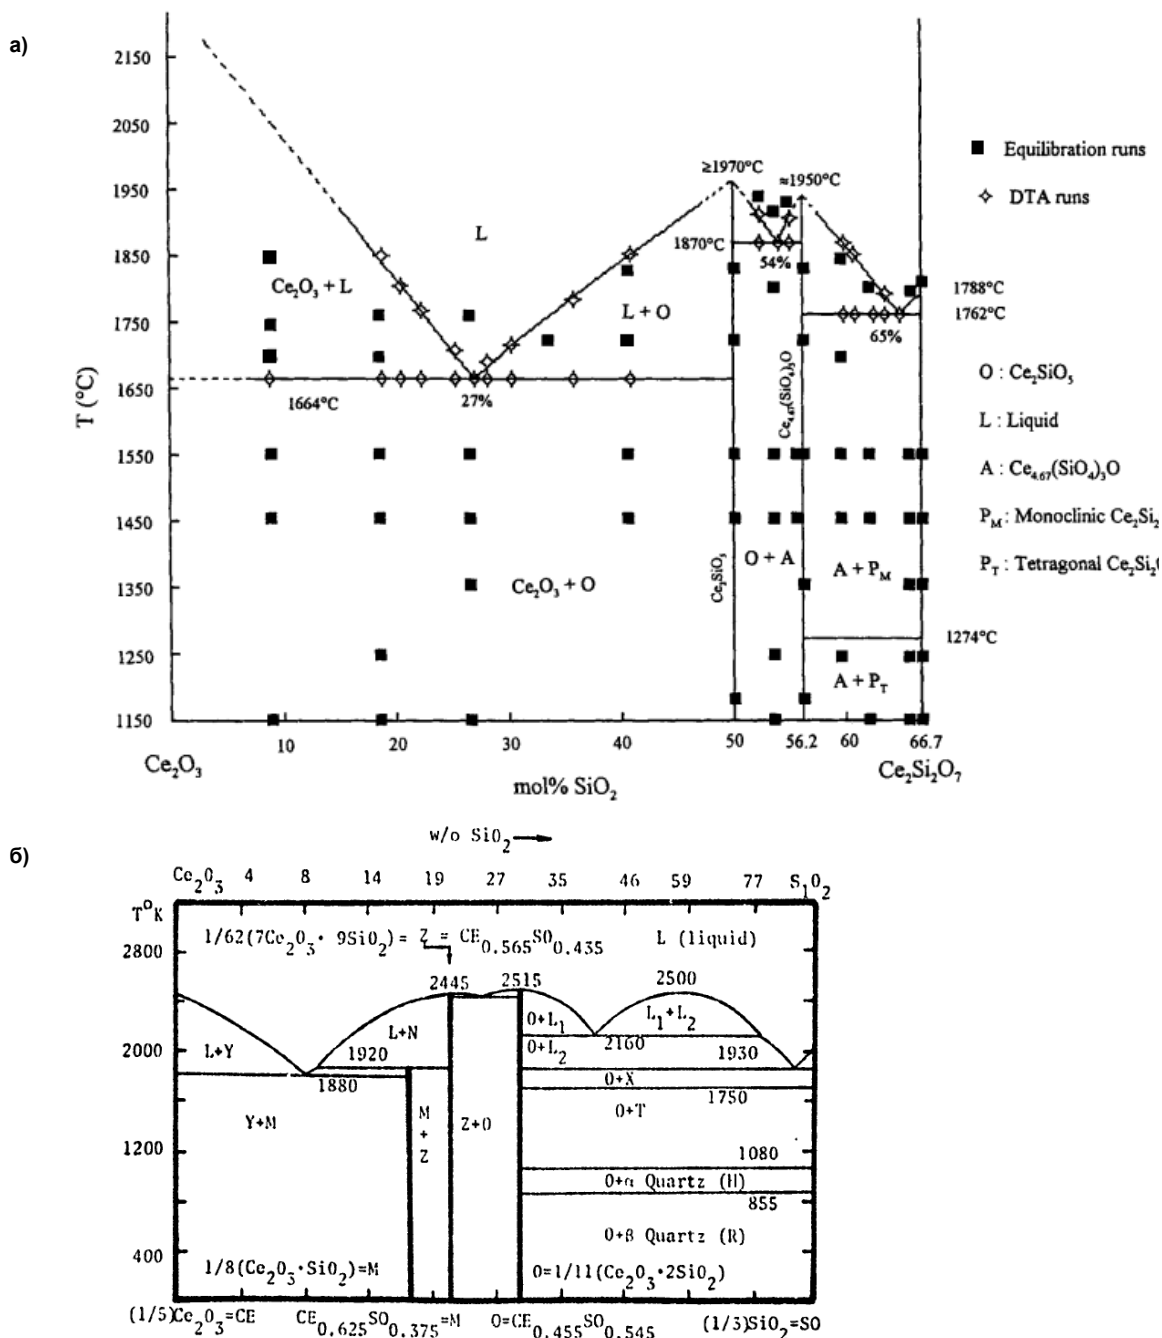 а)
2150
2050
1950
1850
1750
1650
1550
1450
1350
1250
1150
T (°C)
≥1970°C
≈1950°C
■ Equilibration runs
DTA runs
L
1870°C
54%
Ce₂O₃ + L
L + O
1788°C
1762°C
65%
1664°C
27%
Ce₄.₆₇(SiO₄)₃O
O : Ce₂SiO₅
L : Liquid
A : Ce₄.₆₇(SiO₄)₃O
P_M : Monoclinic Ce₂Si₂
P_T : Tetragonal Ce₂Si₂
Ce₂SiO₅
O + A
A + P_M
Ce₂O₃ + O
1274°C
A + P_T
10 20 30 40 50 56.2 60 66.7
Ce₂O₃
Ce₂Si₂O₇
mol% SiO₂
б)
w/o SiO₂ →
Ce₂O₃ 4 8 14 19 27 35 46 59 77 SiO₂
T°K
2800
2000
1200
400
1/62(7Ce₂O₃· 9SiO₂)= Z = CE₀.₅₆₅SO₀.₄₃₅
L (liquid)
2445 2515 2500
L+Y
L+N
O+L₁
L₁+L₂
1920
O+L₂
2160
1930
1880
O+X
1750
O+T
Y+M
M
+
Z
Z+O
1080
O+α Quartz (H)
855
O+β Quartz (R)
1/8(Ce₂O₃·SiO₂)=M
O=1/11(Ce₂O₃·2SiO₂)
(1/5)Ce₂O₃=CE
CE₀.₆₂₅SO₀.₃₇₅=M
O=CE₀.₄₅₅SO₀.₅₄₅
(1/3)SiO₂=SO